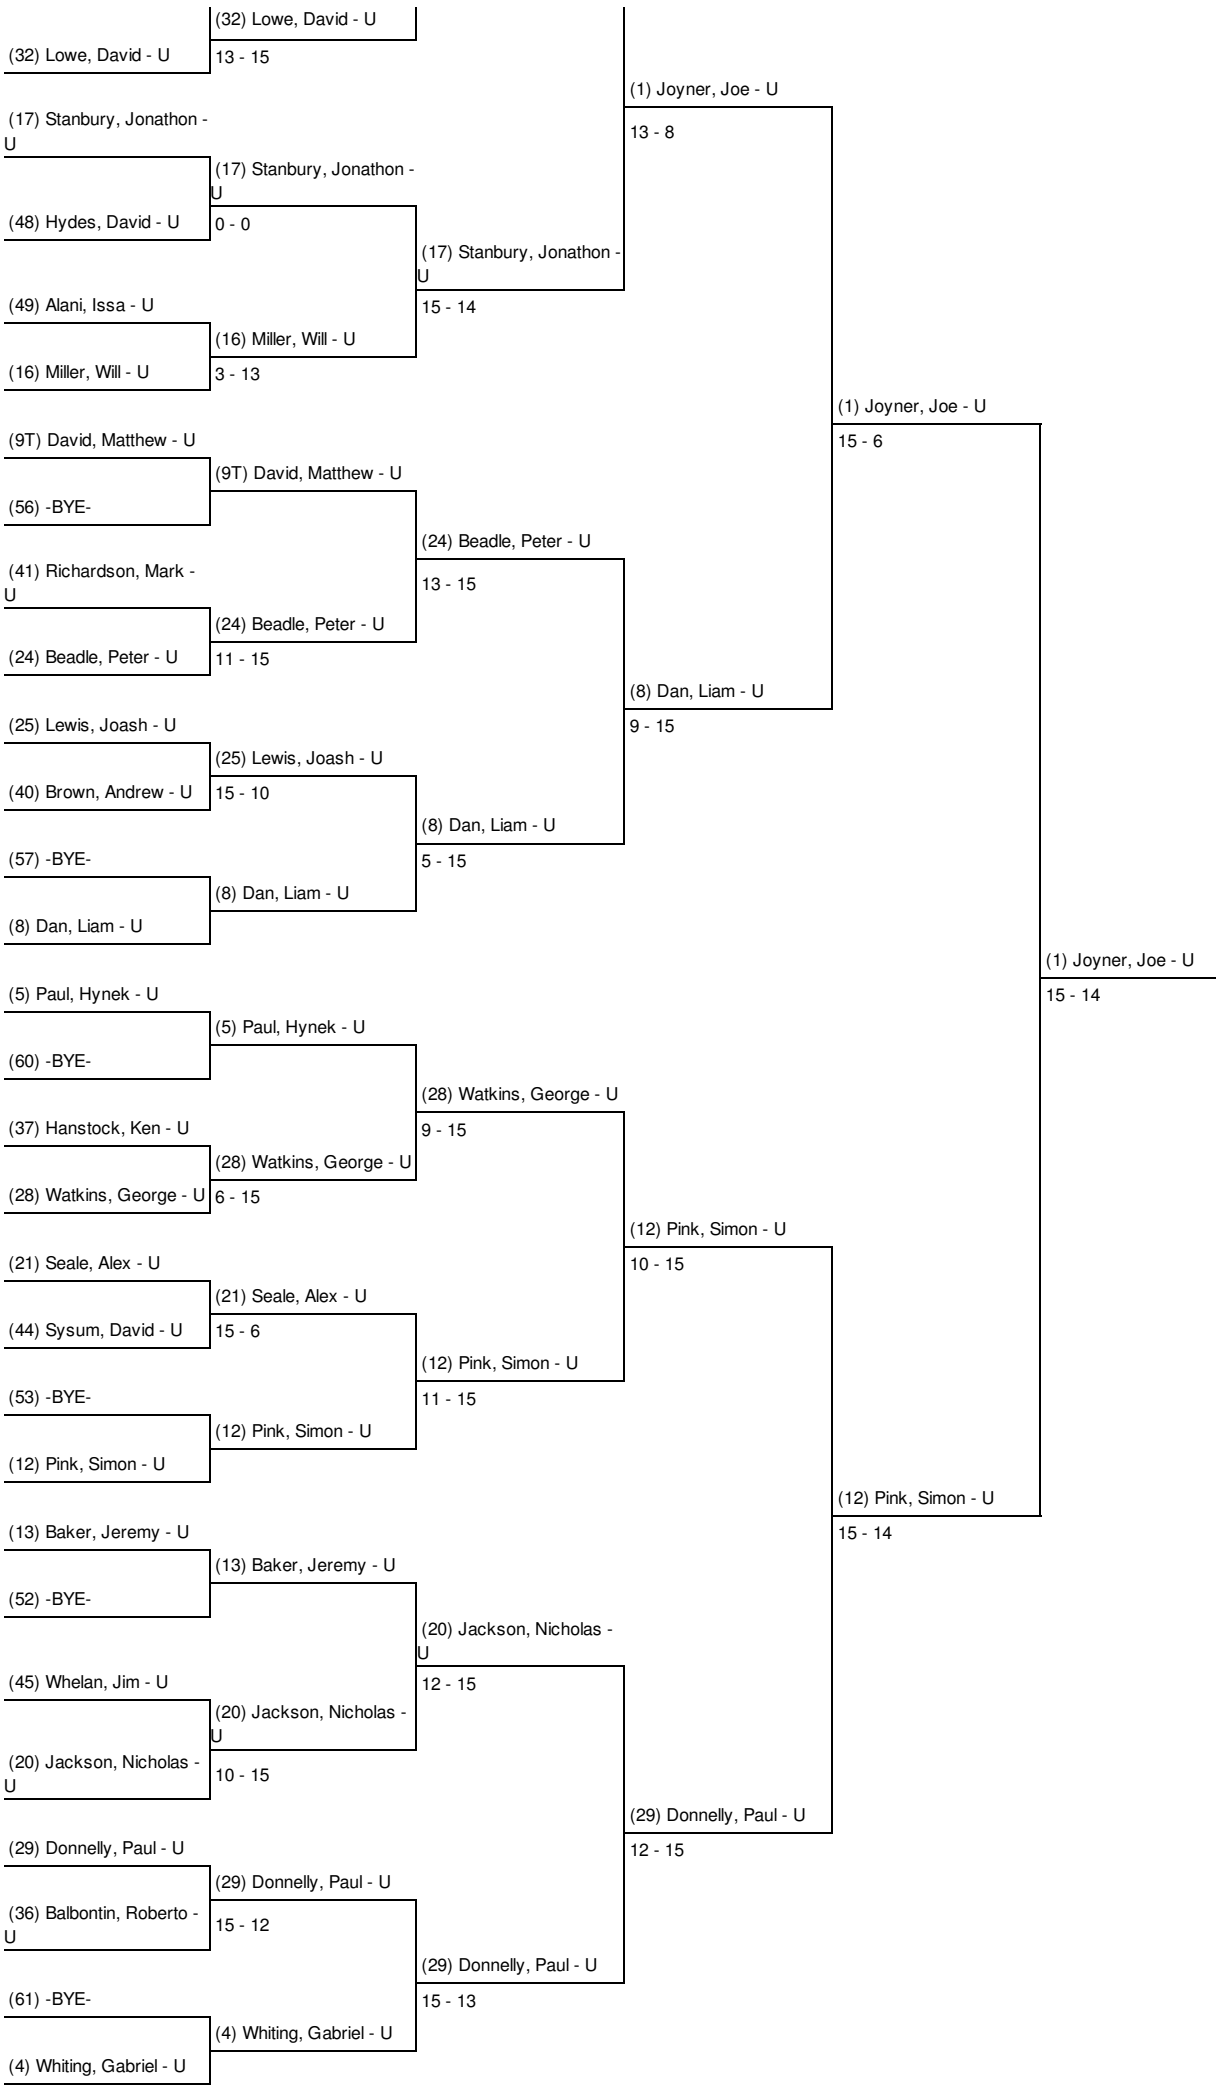 (32) Lowe, David - U
(32) Lowe, David - U
13 - 15
(1) Joyner, Joe - U
13 - 8
(17) Stanbury, Jonathon -
U
(17) Stanbury, Jonathon -
U
(48) Hydes, David - U
0 - 0
(17) Stanbury, Jonathon -
U
15 - 14
(49) Alani, Issa - U
(16) Miller, Will - U
(16) Miller, Will - U
3 - 13
(1) Joyner, Joe - U
15 - 6
(9T) David, Matthew - U
(9T) David, Matthew - U
(56) -BYE-
(24) Beadle, Peter - U
13 - 15
(41) Richardson, Mark -
U
(24) Beadle, Peter - U
(24) Beadle, Peter - U
11 - 15
(8) Dan, Liam - U
9 - 15
(25) Lewis, Joash - U
(25) Lewis, Joash - U
(40) Brown, Andrew - U
15 - 10
(8) Dan, Liam - U
5 - 15
(57) -BYE-
(8) Dan, Liam - U
(8) Dan, Liam - U
(1) Joyner, Joe - U
15 - 14
(5) Paul, Hynek - U
(5) Paul, Hynek - U
(60) -BYE-
(28) Watkins, George - U
9 - 15
(37) Hanstock, Ken - U
(28) Watkins, George - U
(28) Watkins, George - U
6 - 15
(12) Pink, Simon - U
10 - 15
(21) Seale, Alex - U
(21) Seale, Alex - U
(44) Sysum, David - U
15 - 6
(12) Pink, Simon - U
11 - 15
(53) -BYE-
(12) Pink, Simon - U
(12) Pink, Simon - U
(12) Pink, Simon - U
15 - 14
(13) Baker, Jeremy - U
(13) Baker, Jeremy - U
(52) -BYE-
(20) Jackson, Nicholas -
U
12 - 15
(45) Whelan, Jim - U
(20) Jackson, Nicholas -
U
(20) Jackson, Nicholas -
U
10 - 15
(29) Donnelly, Paul - U
12 - 15
(29) Donnelly, Paul - U
(29) Donnelly, Paul - U
(36) Balbontin, Roberto -
U
15 - 12
(29) Donnelly, Paul - U
15 - 13
(61) -BYE-
(4) Whiting, Gabriel - U
(4) Whiting, Gabriel - U